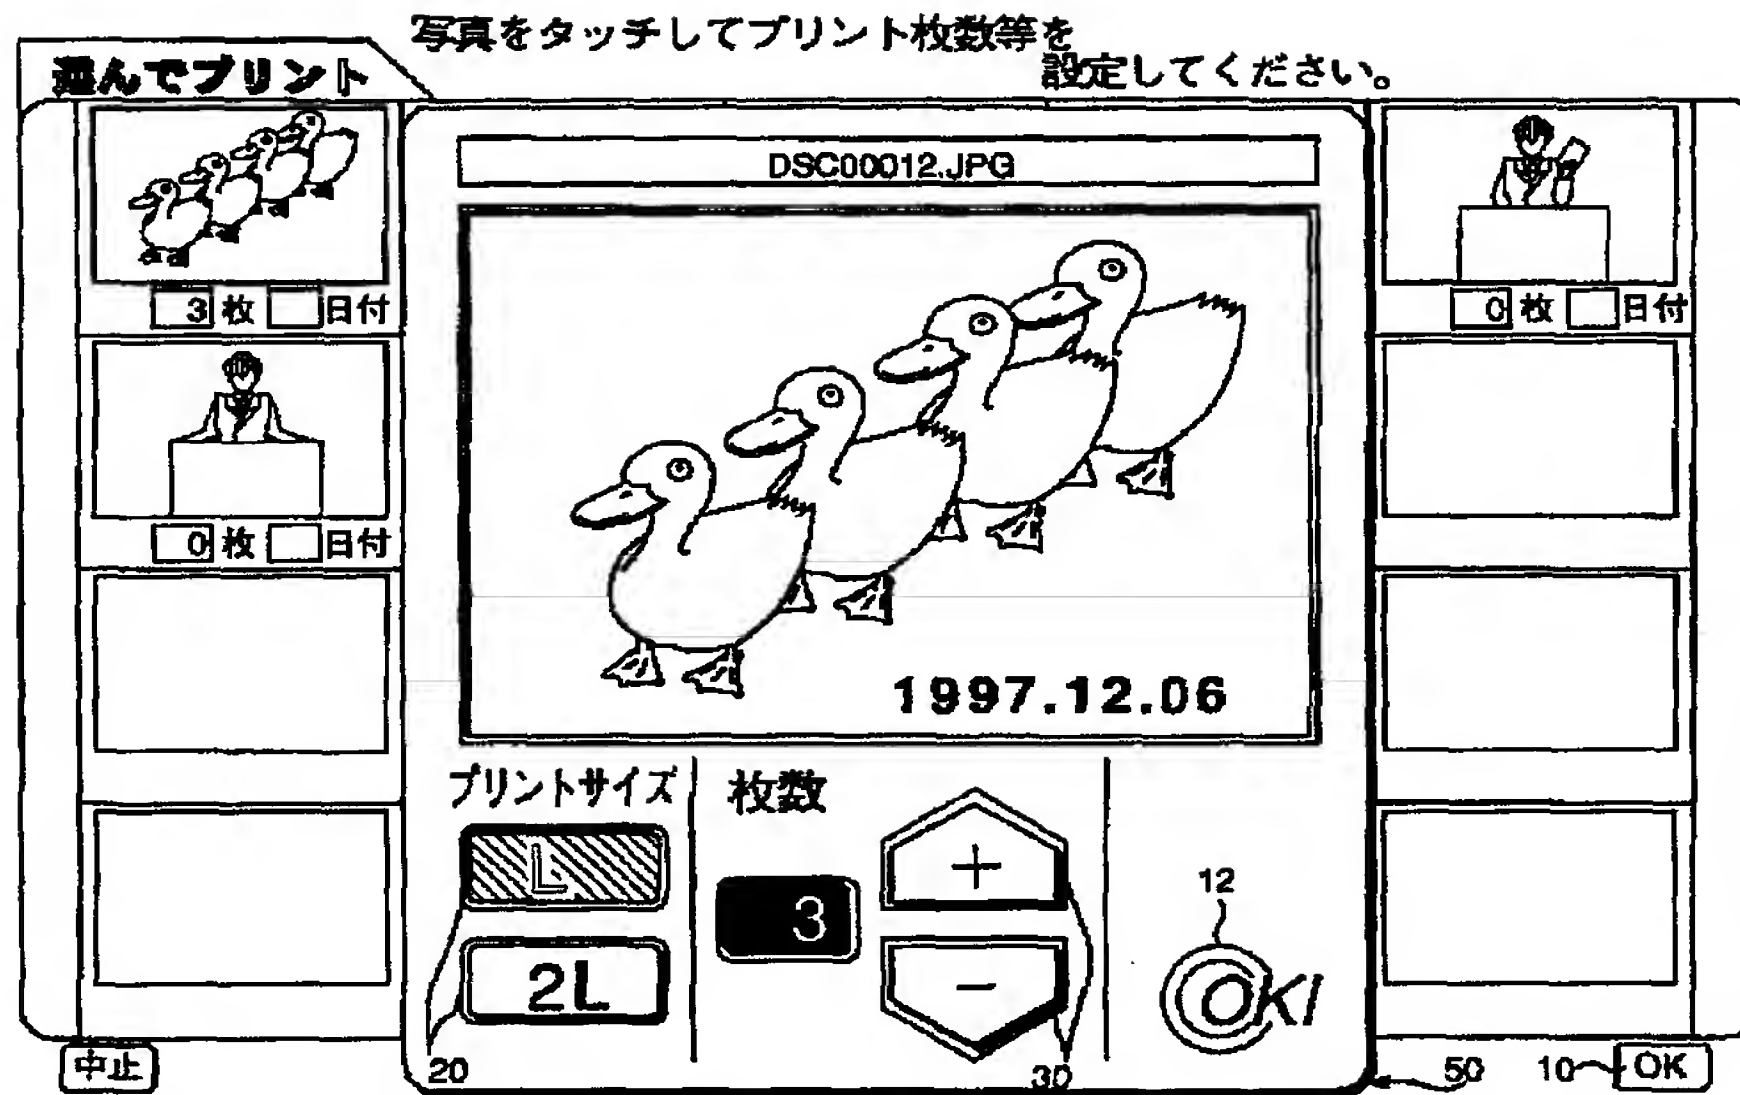 写真をタッチしてプリント枚数等を
設定してください。
選んでプリント
DSC00012.JPG
3 枚 日付
0 枚 日付
0 枚 日付
1997.12.06
プリントサイズ
枚数
L
2L
3
+
−
12
OK!
中止
20
30
50
10
OK